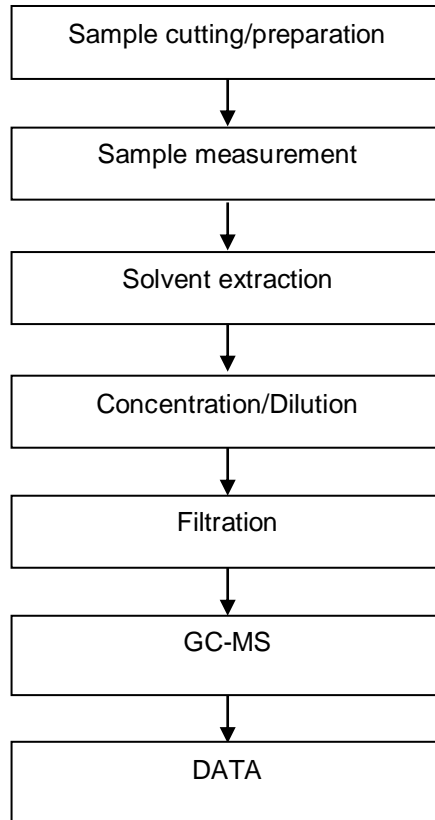 Sample cutting/preparation
Sample measurement
Solvent extraction
Concentration/Dilution
Filtration
GC-MS
DATA